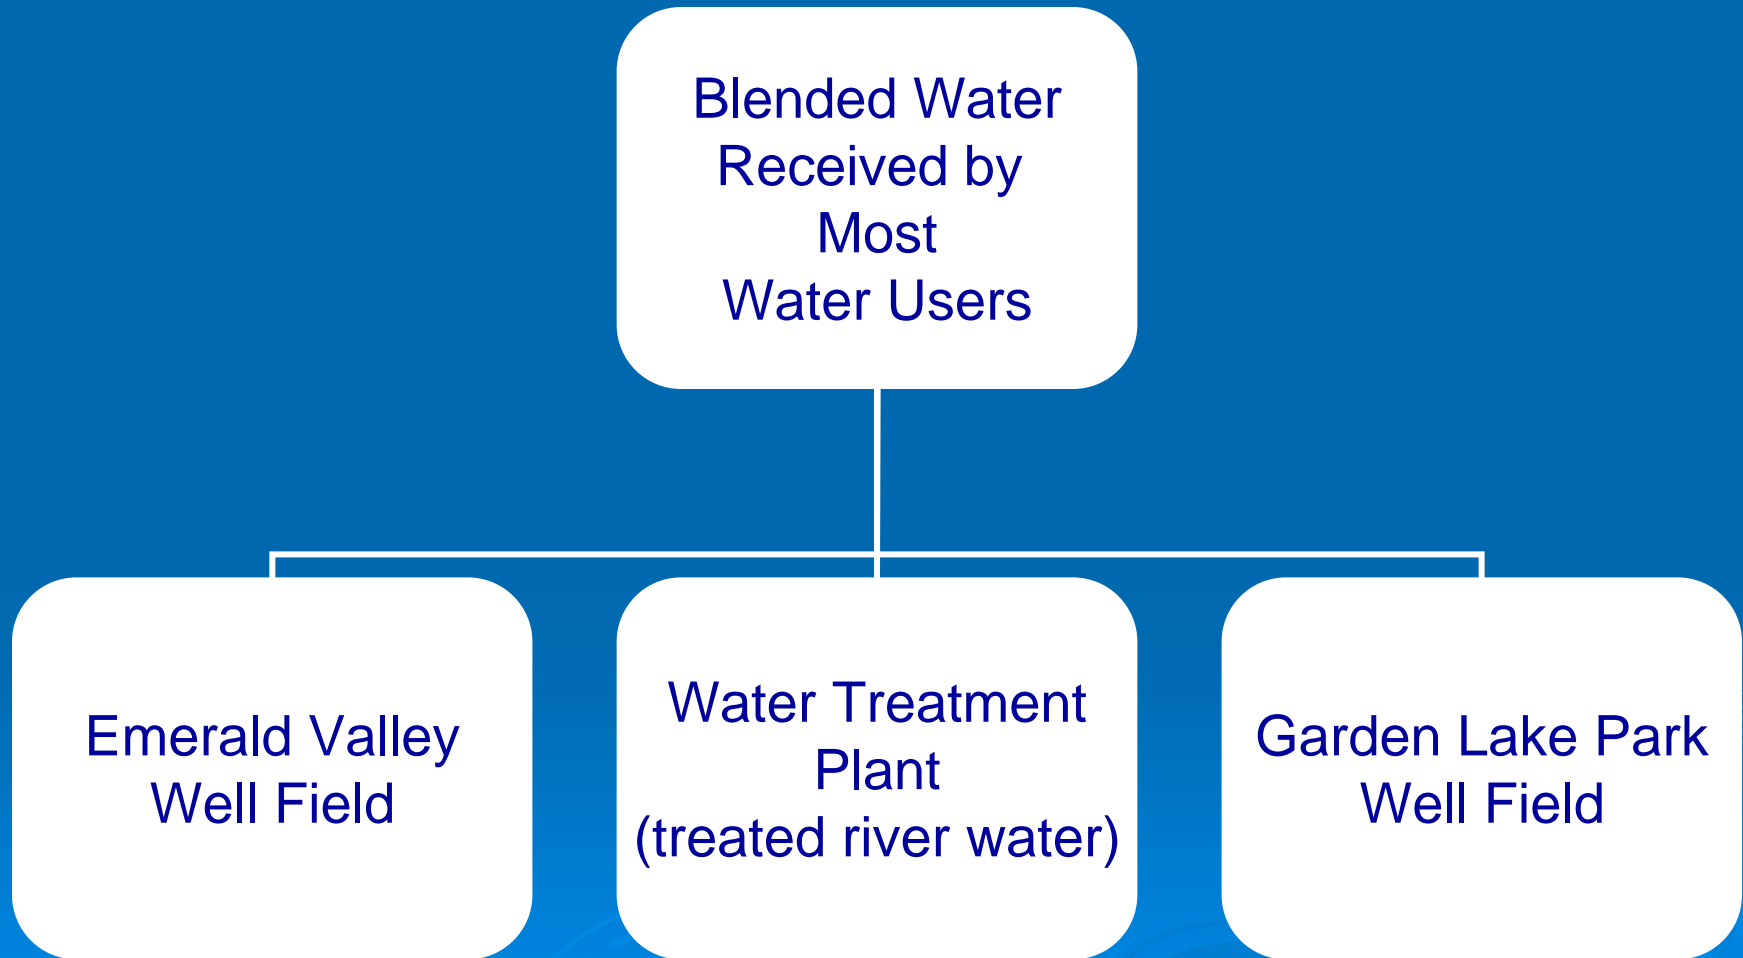 Blended Water
Received by
Most
Water Users
Emerald Valley
Well Field
Water Treatment
Plant
(treated river water)
Garden Lake Park
Well Field